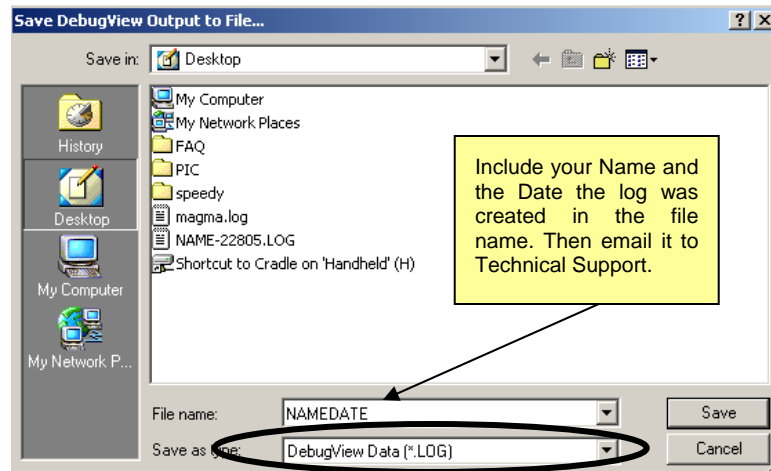 Save DebugView Output to File...
Save in:
Desktop
History
Desktop
My Computer
My Network P...
My Computer
My Network Places
FAQ
PIC
speedy
magma.log
NAME-22805.LOG
Shortcut to Cradle on 'Handheld' (H)
Include your Name and
the Date the log was
created in the file
name. Then email it to
Technical Support.
File name:
NAMEDATE
Save
Save as type:
DebugView Data (*.LOG)
Cancel